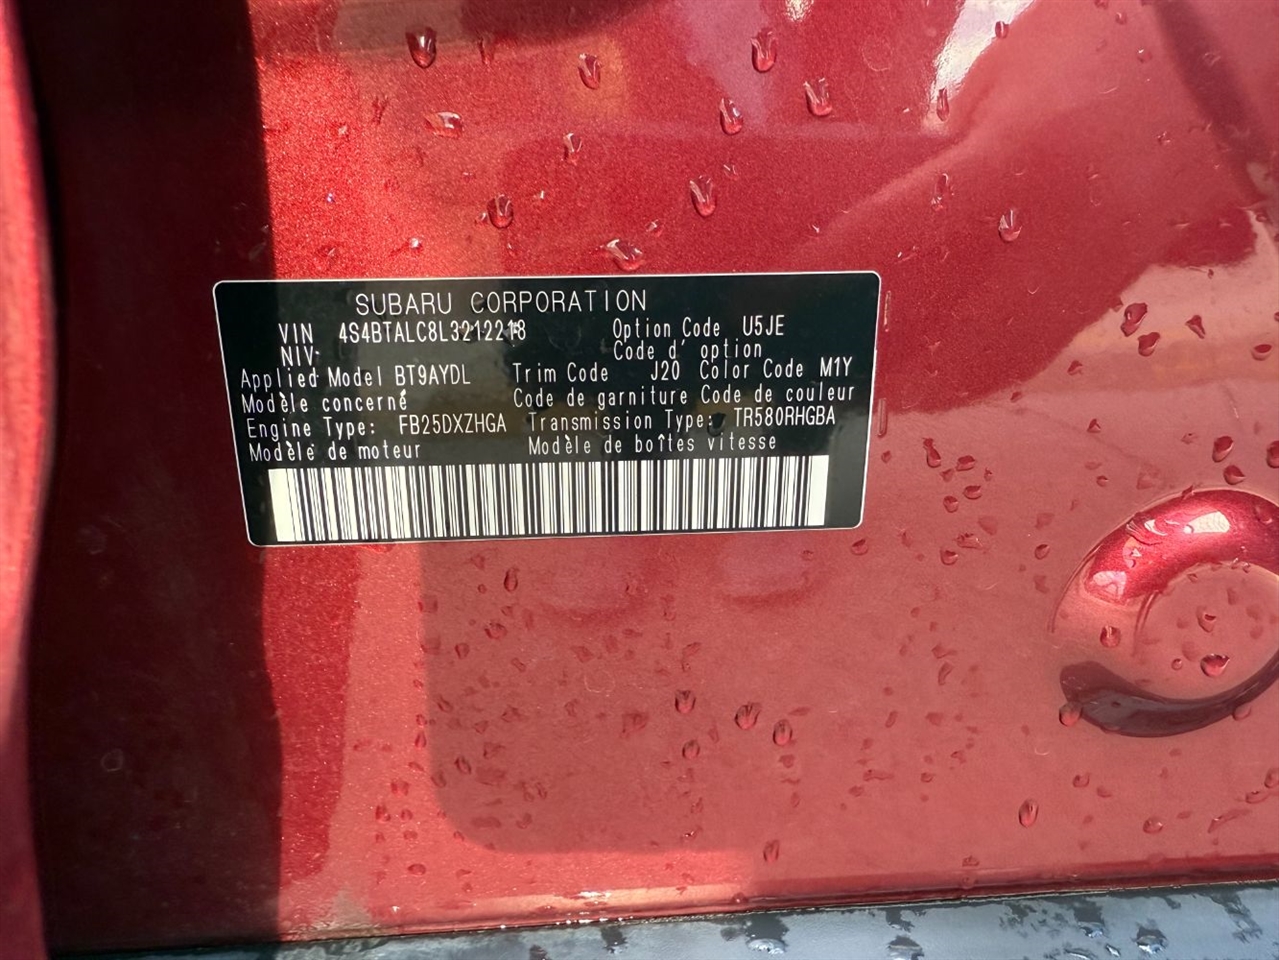 SUBARU CORPORATION
VIN 4S4BTALC8L3212218 Option Code U5JE
NIV Code d' option
Applied Model BT9AYDL Trim Code J20 Color Code M1Y
Modèle concerné Code de garniture Code de couleur
Engine Type: FB25DXZHGA Transmission Type: TR580RHGBA
Modèle de moteur Modèle de boîtes vitesse